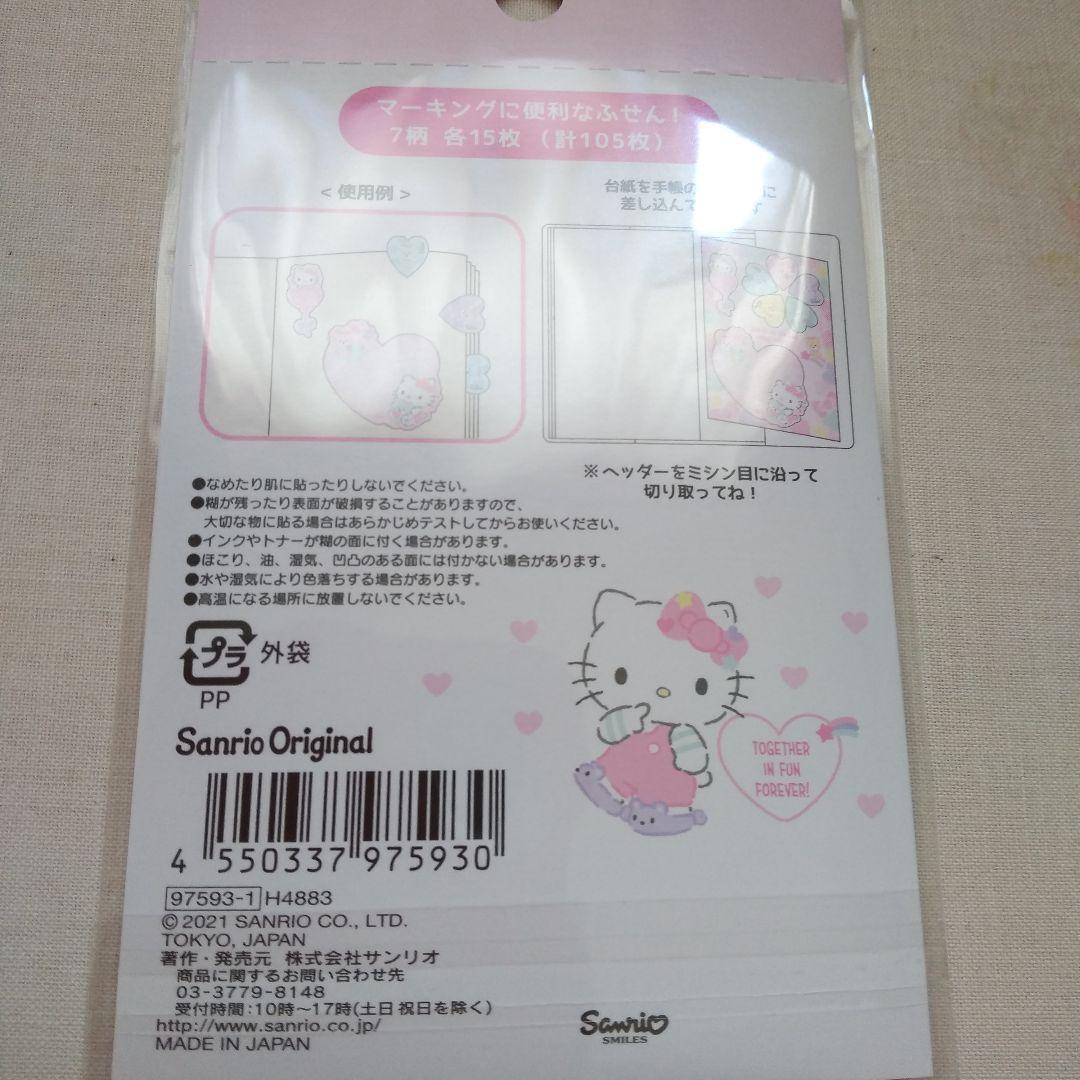 マーキングに便利なふせん!
7柄 各15枚 (計105枚)
< 使用例 >
台紙を手帳の に
差し込んで
※ヘッダーをミシン目に沿って
切り取ってね!
●なめたり肌に貼ったりしないでください。
●糊が残ったり表面が破損することがありますので、
大切な物に貼る場合はあらかじめテストしてからお使いください。
●インクやトナーが糊の面に付く場合があります。
●ほこり、油、湿気、凹凸のある面には付かない場合があります。
●水や湿気により色落ちする場合があります。
●高温になる場所に放置しないでください。
プラ 外袋
PP
Sanrio Original
TOGETHER
IN FUN
FOREVER!
4 550337 975930
97593-1 H4883
© 2021 SANRIO CO., LTD.
TOKYO, JAPAN
著作・発売元 株式会社サンリオ
商品に関するお問い合わせ先
03-3779-8148
受付時間:10時〜17時(土日 祝日を除く)
http://www.sanrio.co.jp/
MADE IN JAPAN
Sanrio
SMILES